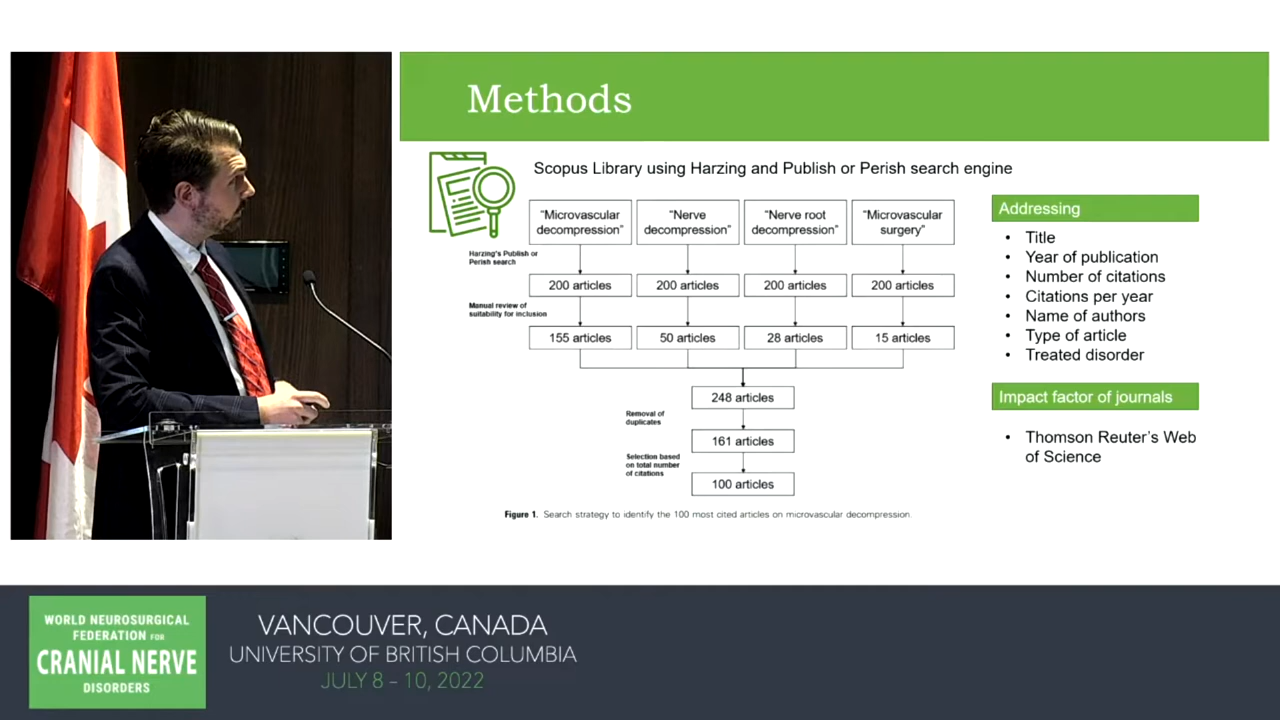 Methods
Scopus Library using Harzing and Publish or Perish search engine
"Microvascular
decompression"
"Nerve
decompression"
"Nerve root
decompression"
"Microvascular
surgery"
Harzing's Publish or
Perish search
200 articles
200 articles
200 articles
200 articles
Manual review of
suitability for inclusion
155 articles
50 articles
28 articles
15 articles
248 articles
Removal of
duplicates
161 articles
Selection based
on total number
of citations
100 articles
Figure 1. Search strategy to identify the 100 most cited articles on microvascular decompression.
Addressing
• Title
• Year of publication
• Number of citations
• Citations per year
• Name of authors
• Type of article
• Treated disorder
Impact factor of journals
• Thomson Reuter's Web
of Science
WORLD NEUROSURGICAL
FEDERATION FOR
CRANIAL NERVE
DISORDERS
VANCOUVER, CANADA
UNIVERSITY OF BRITISH COLUMBIA
JULY 8 – 10, 2022